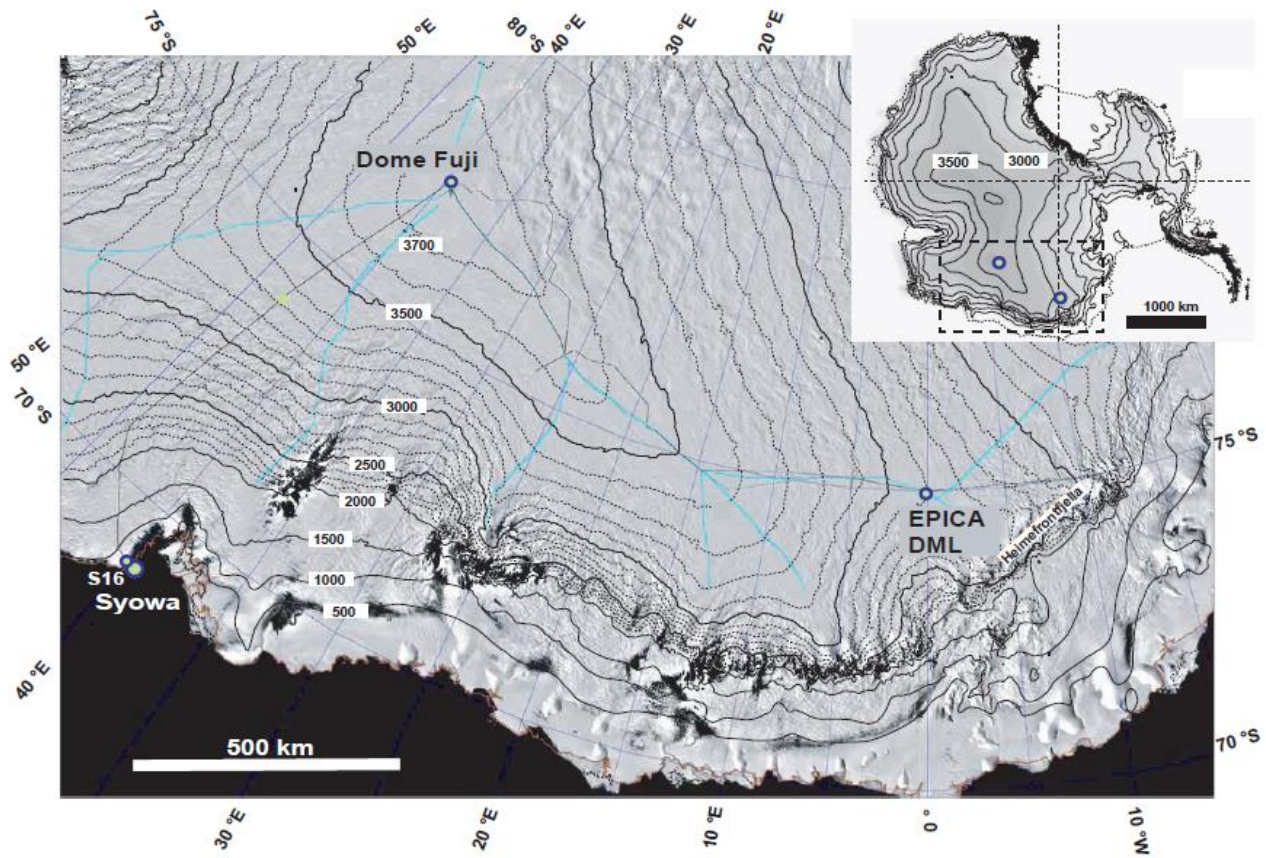 75 °S
50 °E
80 °S
40 °E
30 °E
20 °E
Dome Fuji
3700
3500
3000
2500
2000
1500
1000
500
3500
3000
1000 km
50 °E
70 °S
75 °S
EPICA
DML
Heimefrontfjella
S16
Syowa
40 °E
500 km
70 °S
30 °E
20 °E
10 °E
0
10 °W